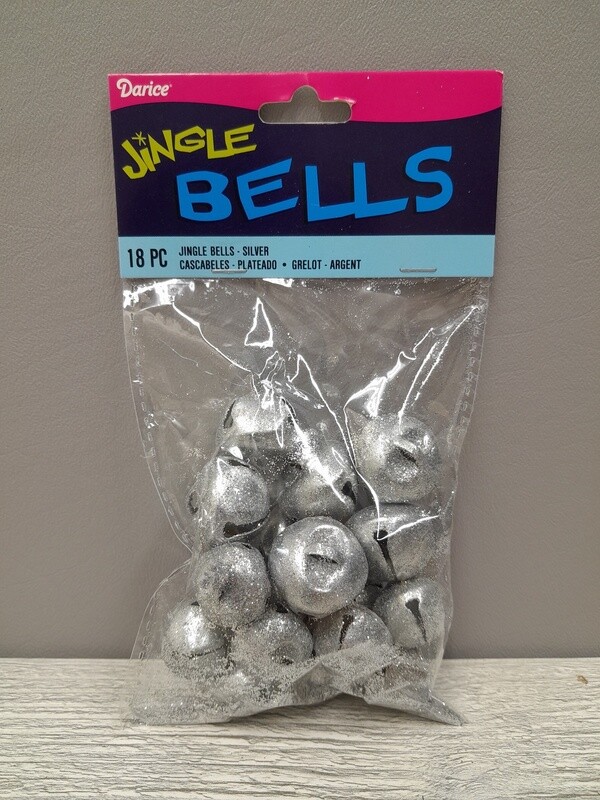 Darice
JiNGLE
BELLS
18 PC
JINGLE BELLS - SILVER
CASCABELES - PLATEADO • GRELOT - ARGENT